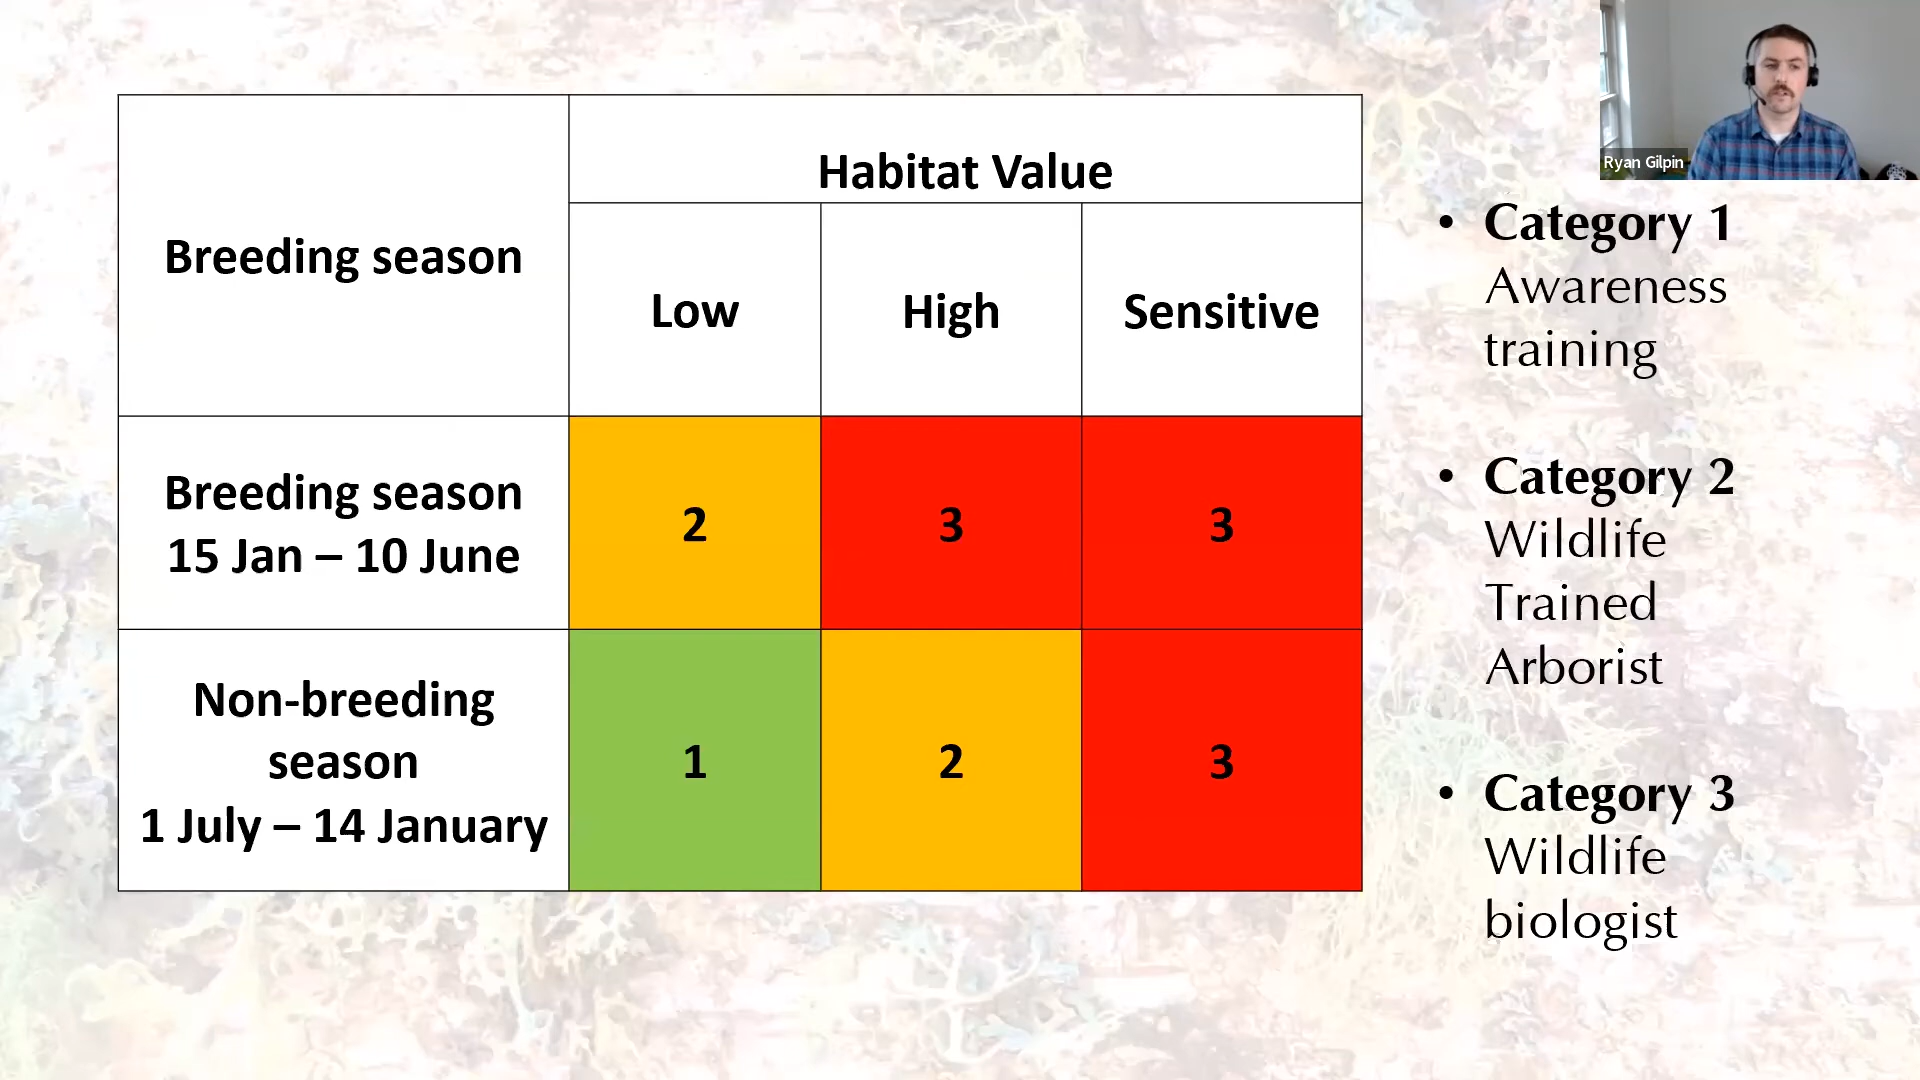 Ryan Gilpin
Breeding season
Habitat Value
Low
High
Sensitive
Breeding season
15 Jan – 10 June
2
3
3
Non-breeding
season
1 July – 14 January
1
2
3
• Category 1
Awareness
training
• Category 2
Wildlife
Trained
Arborist
• Category 3
Wildlife
biologist